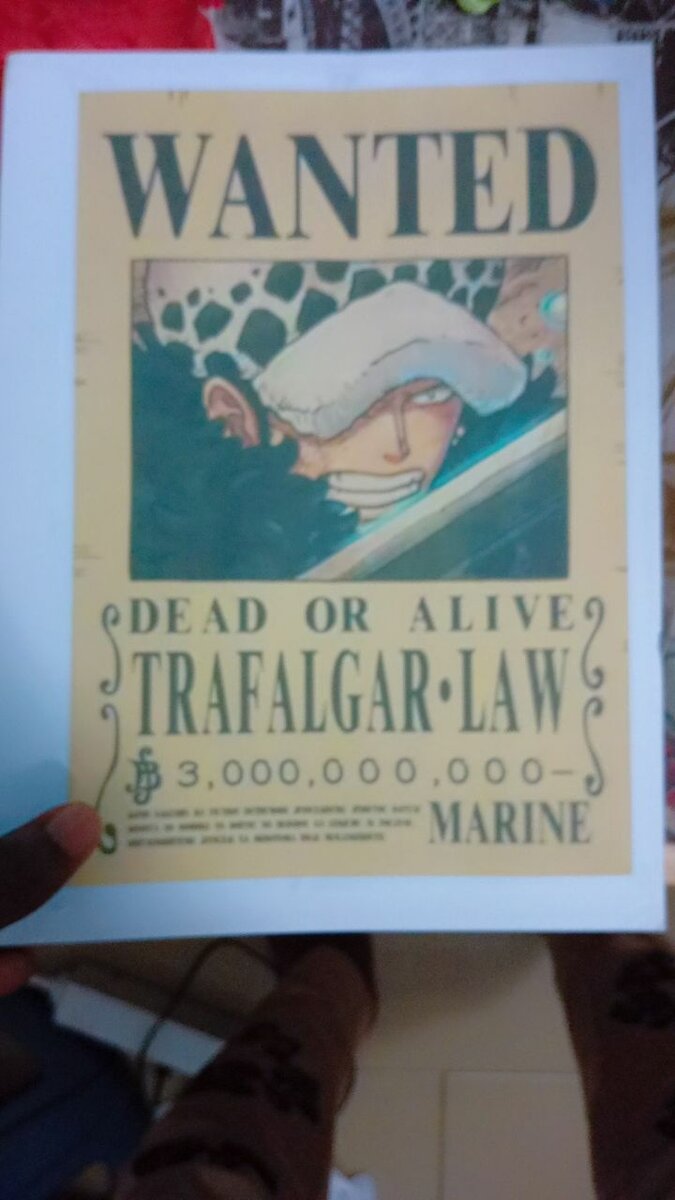 WANTED
DEAD OR ALIVE
TRAFALGAR•LAW
฿ 3,000,000,000-
MARINE